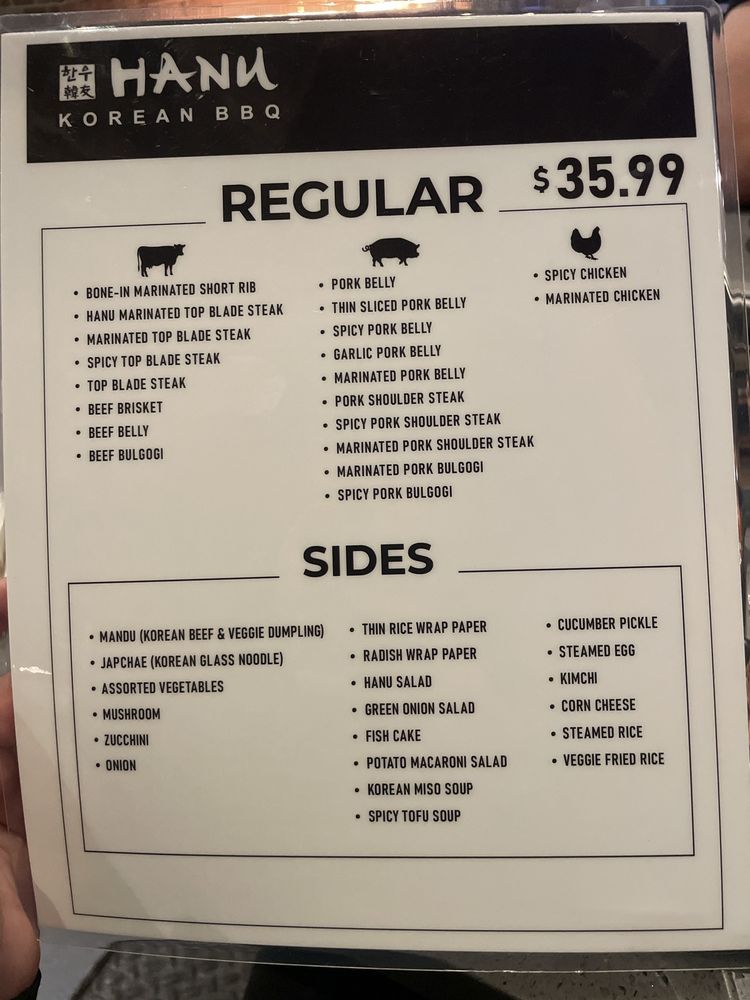 한우
韓友
HANU
KOREAN BBQ
REGULAR
$35.99
• BONE-IN MARINATED SHORT RIB
• HANU MARINATED TOP BLADE STEAK
• MARINATED TOP BLADE STEAK
• SPICY TOP BLADE STEAK
• TOP BLADE STEAK
• BEEF BRISKET
• BEEF BELLY
• BEEF BULGOGI
• PORK BELLY
• THIN SLICED PORK BELLY
• SPICY PORK BELLY
• GARLIC PORK BELLY
• MARINATED PORK BELLY
• PORK SHOULDER STEAK
• SPICY PORK SHOULDER STEAK
• MARINATED PORK SHOULDER STEAK
• MARINATED PORK BULGOGI
• SPICY PORK BULGOGI
• SPICY CHICKEN
• MARINATED CHICKEN
SIDES
• MANDU (KOREAN BEEF & VEGGIE DUMPLING)
• JAPCHAE (KOREAN GLASS NOODLE)
• ASSORTED VEGETABLES
• MUSHROOM
• ZUCCHINI
• ONION
• THIN RICE WRAP PAPER
• RADISH WRAP PAPER
• HANU SALAD
• GREEN ONION SALAD
• FISH CAKE
• POTATO MACARONI SALAD
• KOREAN MISO SOUP
• SPICY TOFU SOUP
• CUCUMBER PICKLE
• STEAMED EGG
• KIMCHI
• CORN CHEESE
• STEAMED RICE
• VEGGIE FRIED RICE